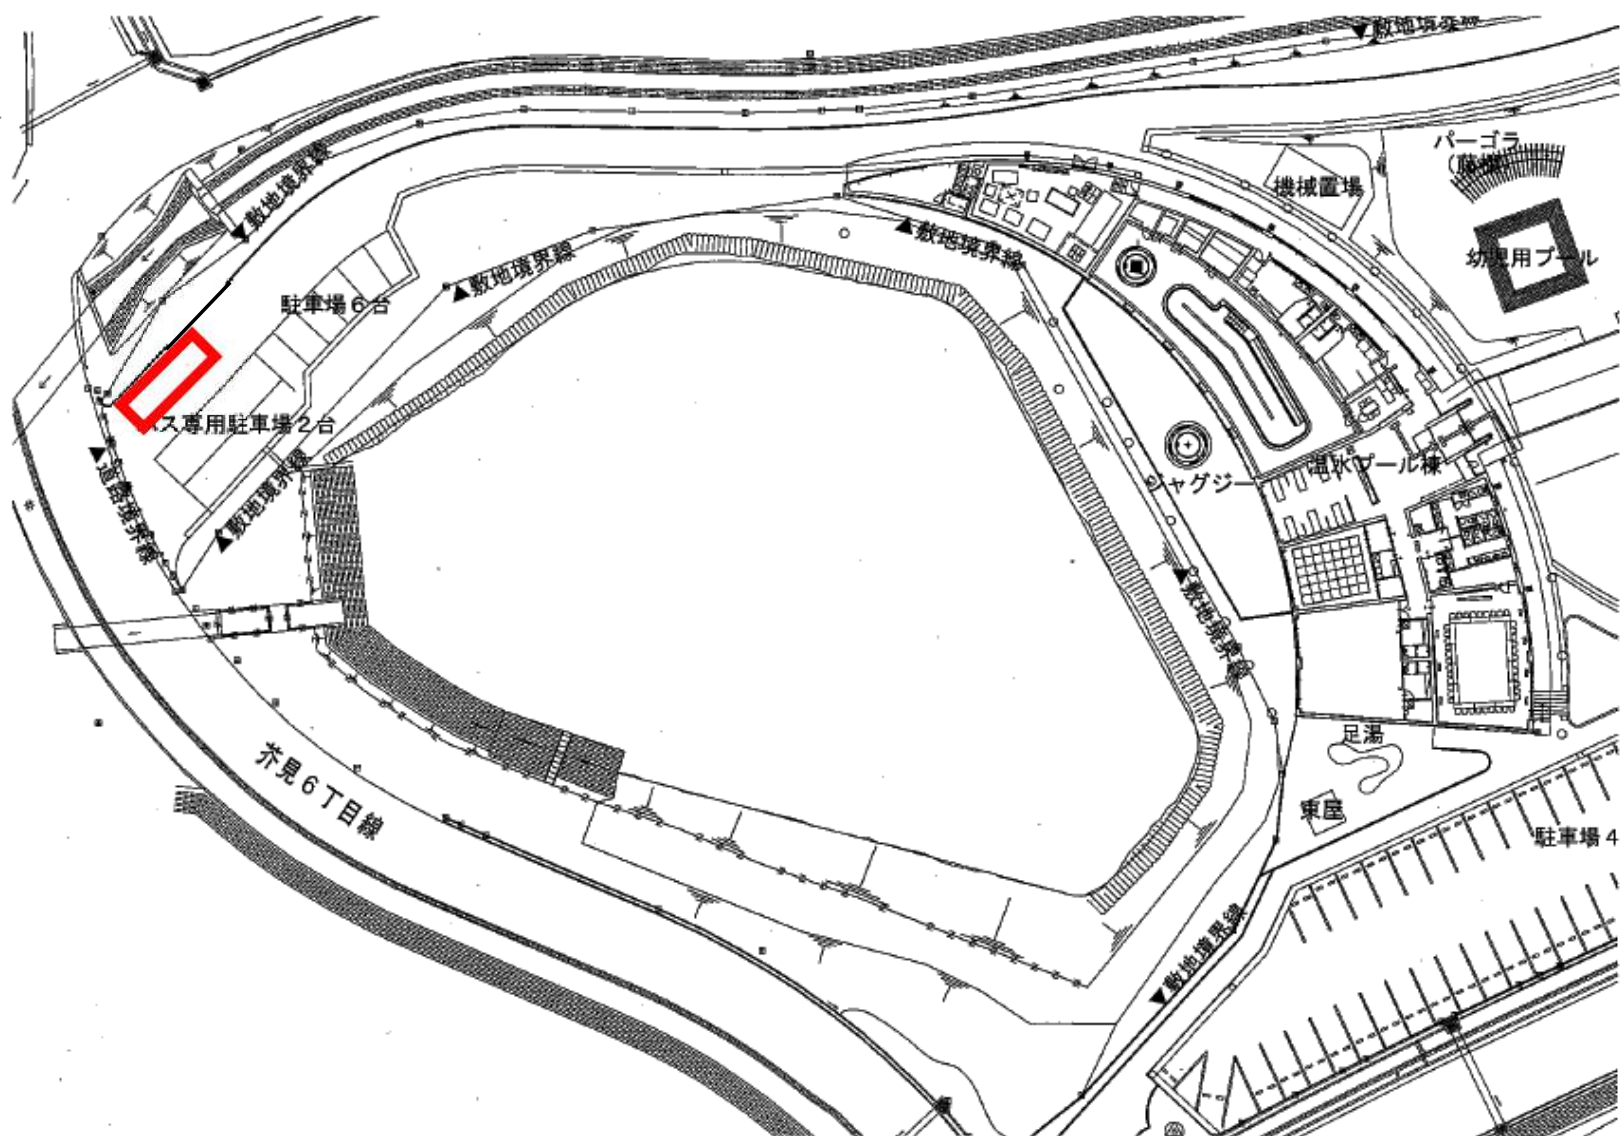 ▼敷地境界線
パーゴラ
機械置場
▼敷地境界線
▲敷地境界線
▲敷地境界線
幼児用プール
駐車場６台
バス専用駐車場２台
▼道路境界線
▲敷地境界線
温水プール棟
ジャグジー
▼敷地境界線
足湯
芥見６丁目線
東屋
駐車場４
▼敷地境界線